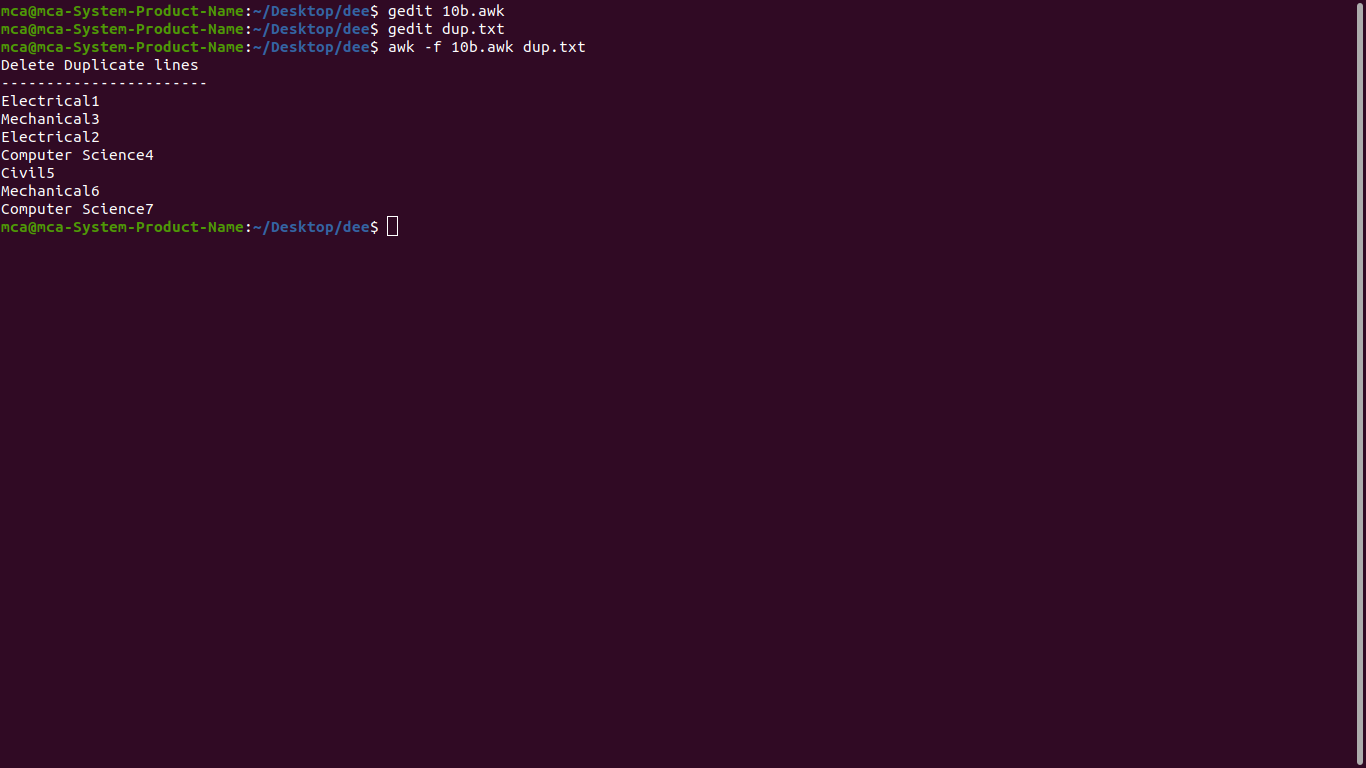 mca@mca-System-Product-Name:~/Desktop/dee$ gedit 10b.awk
mca@mca-System-Product-Name:~/Desktop/dee$ gedit dup.txt
mca@mca-System-Product-Name:~/Desktop/dee$ awk -f 10b.awk dup.txt
Delete Duplicate lines
-----------------------
Electrical1
Mechanical3
Electrical2
Computer Science4
Civil5
Mechanical6
Computer Science7
mca@mca-System-Product-Name:~/Desktop/dee$